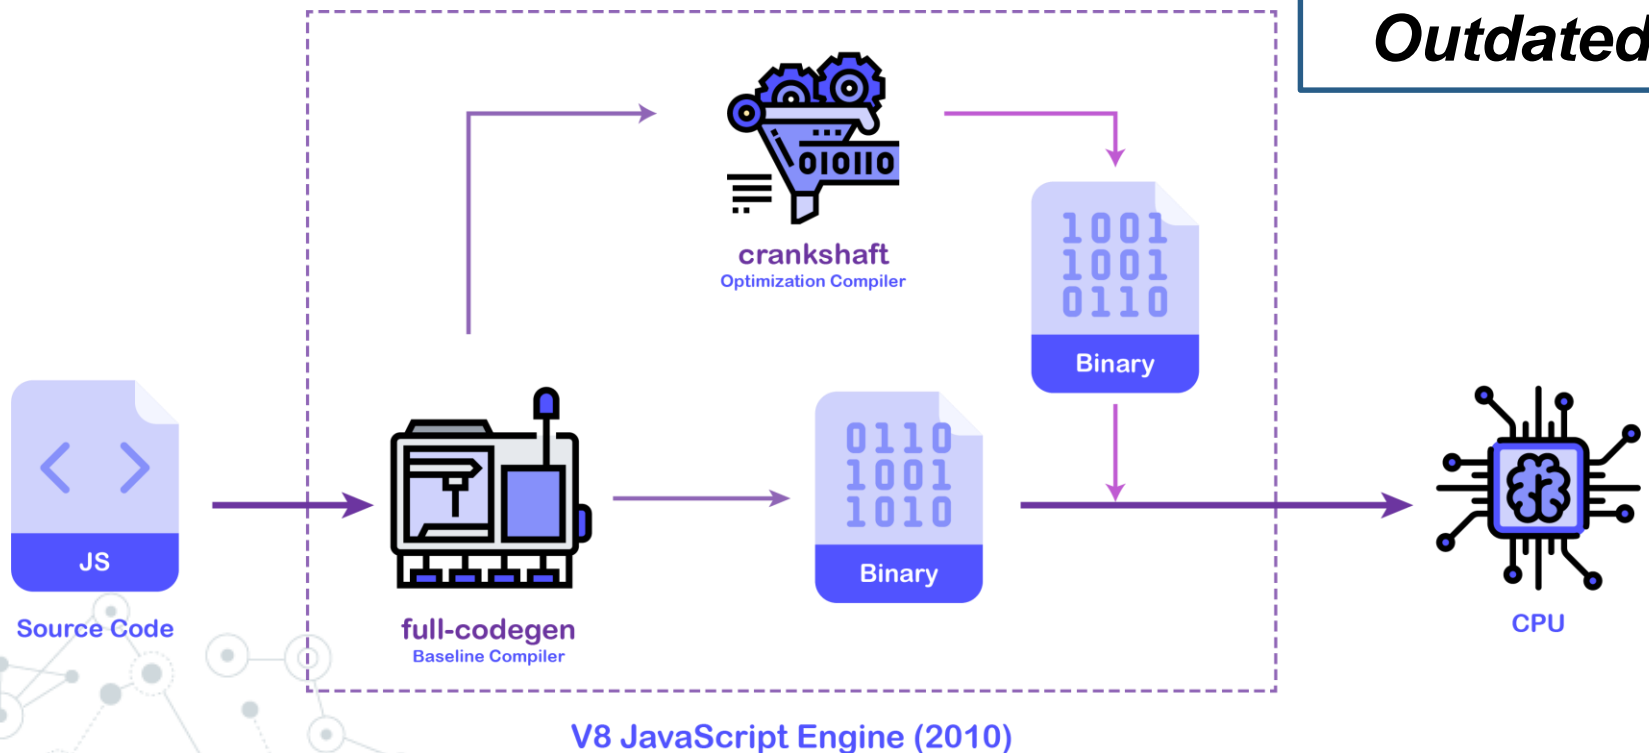 Outdated
010110
crankshaft
Optimization Compiler
1001
1001
0110
Binary
JS
Source Code
full-codegen
Baseline Compiler
0110
1001
1010
Binary
CPU
V8 JavaScript Engine (2010)